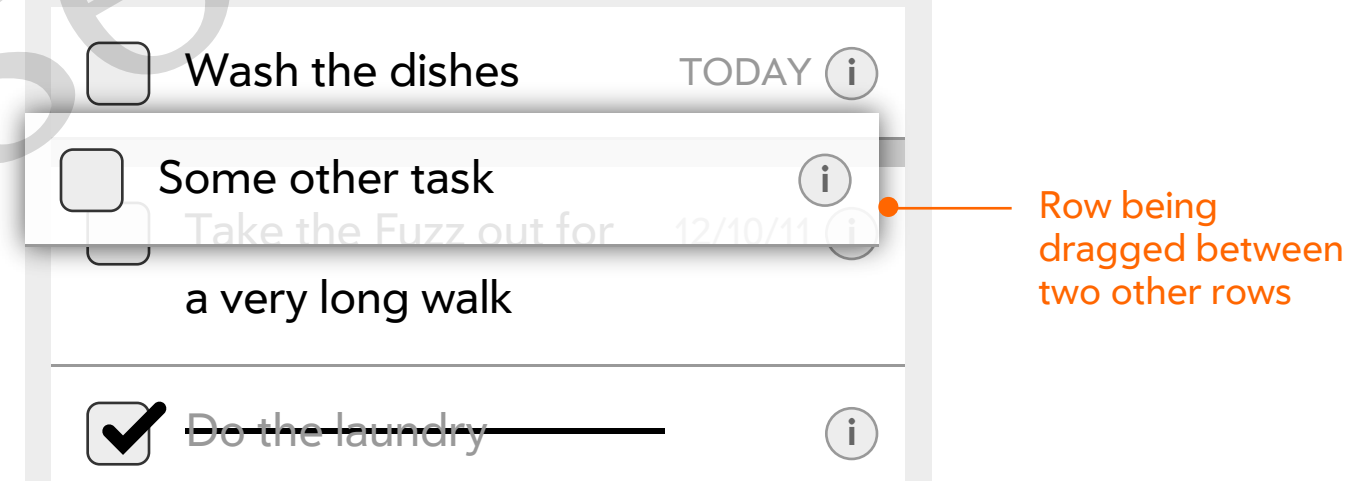 Wash the dishes TODAY i
Some other task i
Take the Fuzz out for 12/10/11 i
a very long walk
Do the laundry i
Row being
dragged between
two other rows